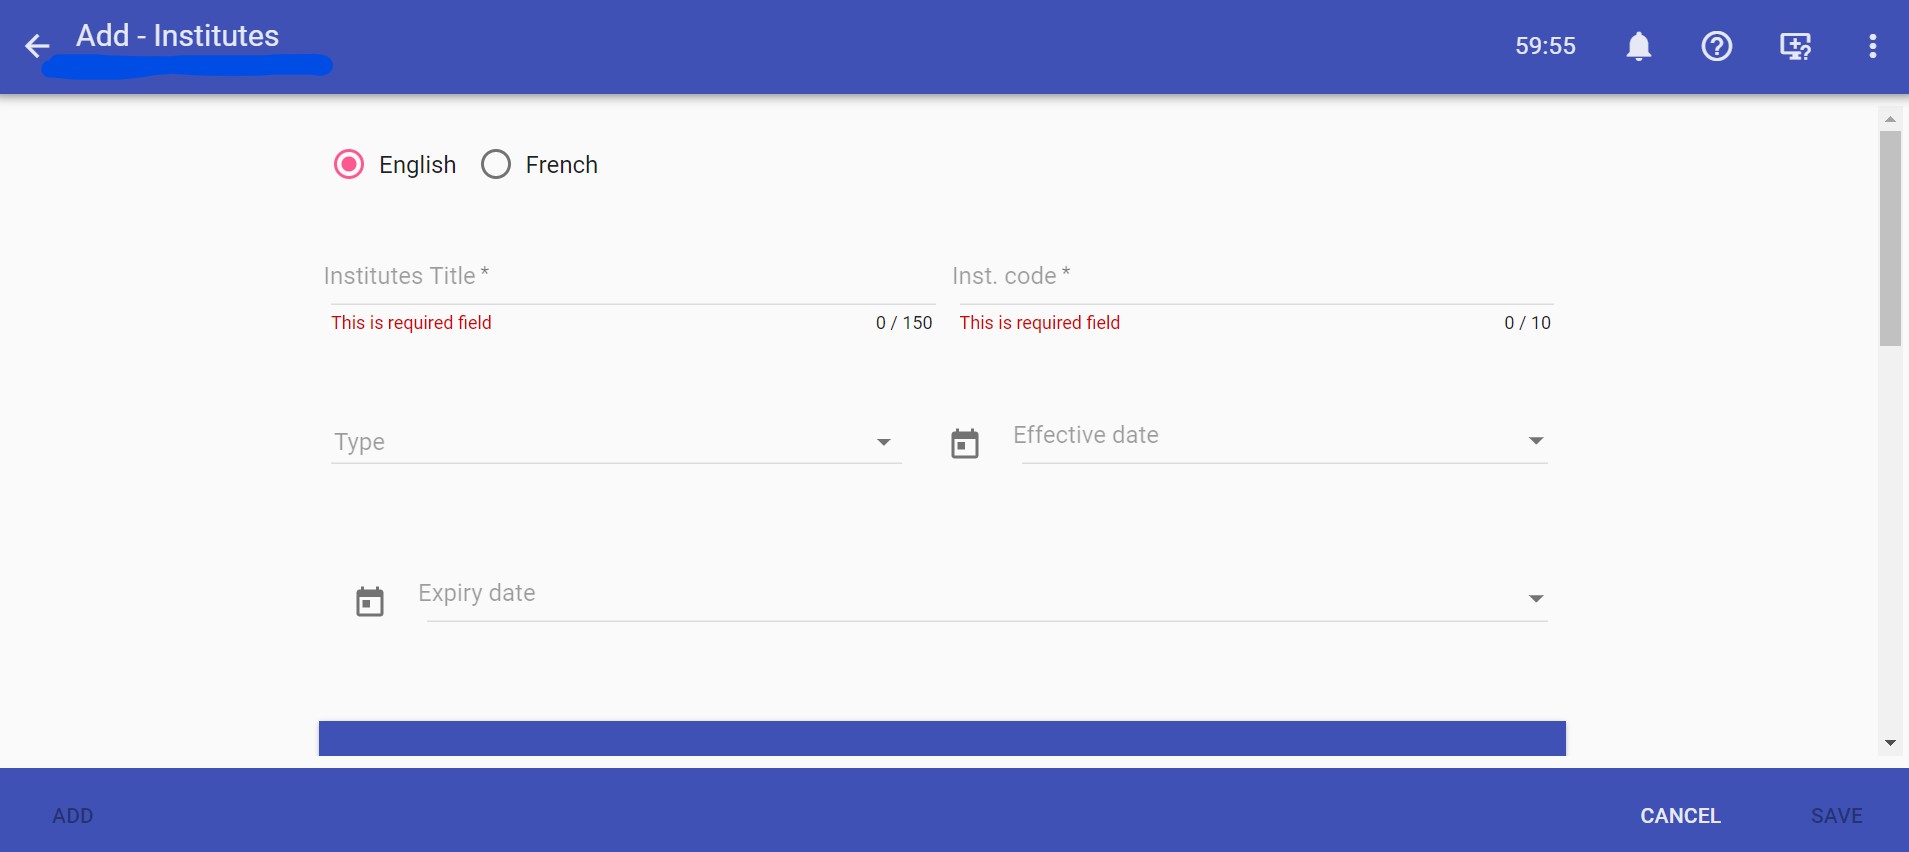 Add - Institutes
59:55
English
French
Institutes Title *
Inst. code *
This is required field
0 / 150
This is required field
0 / 10
Type
Effective date
Expiry date
ADD
CANCEL
SAVE